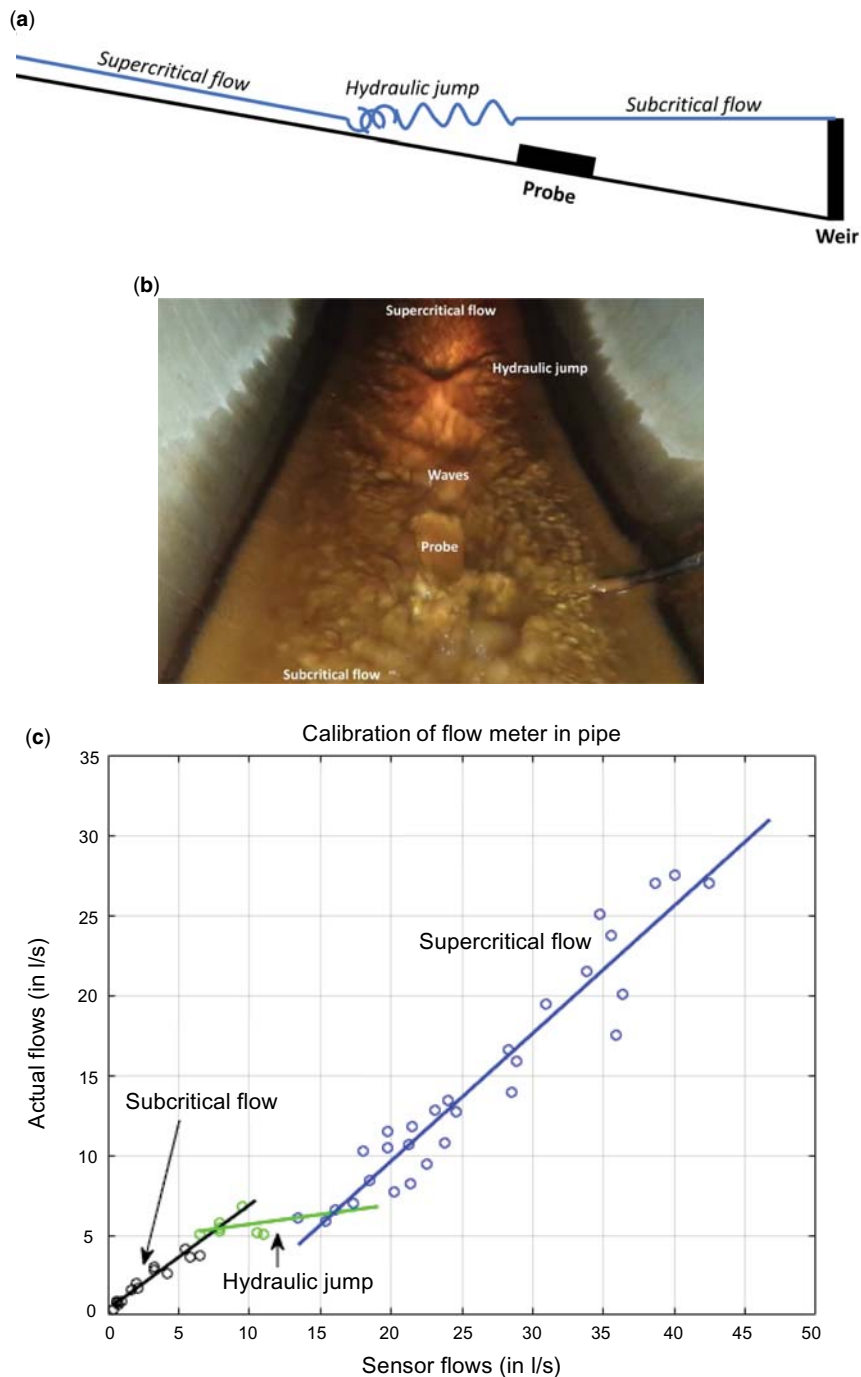 (a)
Supercritical flow
Hydraulic jump
Subcritical flow
Probe
Weir
(b)
Supercritical flow
Hydraulic jump
Waves
Probe
Subcritical flow
(c)
Calibration of flow meter in pipe
35
30
25
20
15
10
5
0
Actual flows (in l/s)
Supercritical flow
Subcritical flow
Hydraulic jump
0 5 10 15 20 25 30 35 40 45 50
Sensor flows (in l/s)